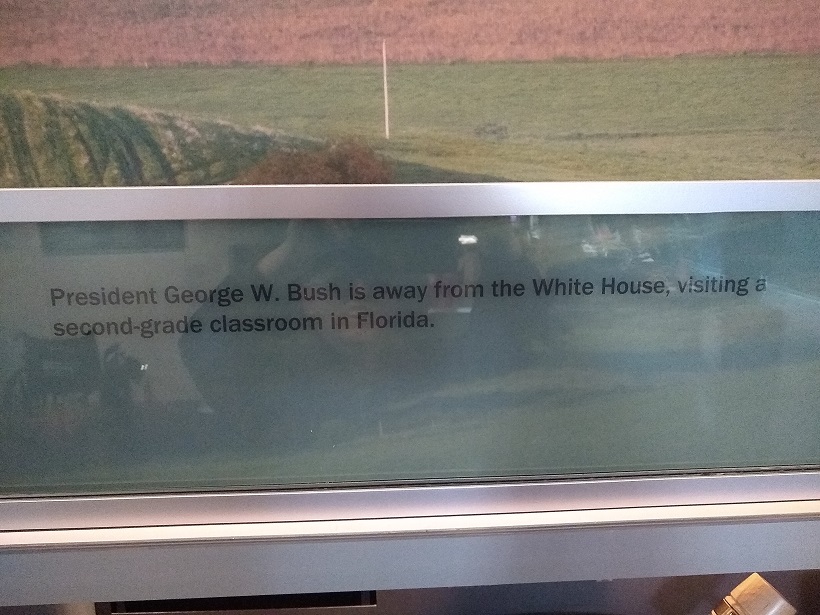 President George W. Bush is away from the White House, visiting a
second-grade classroom in Florida.